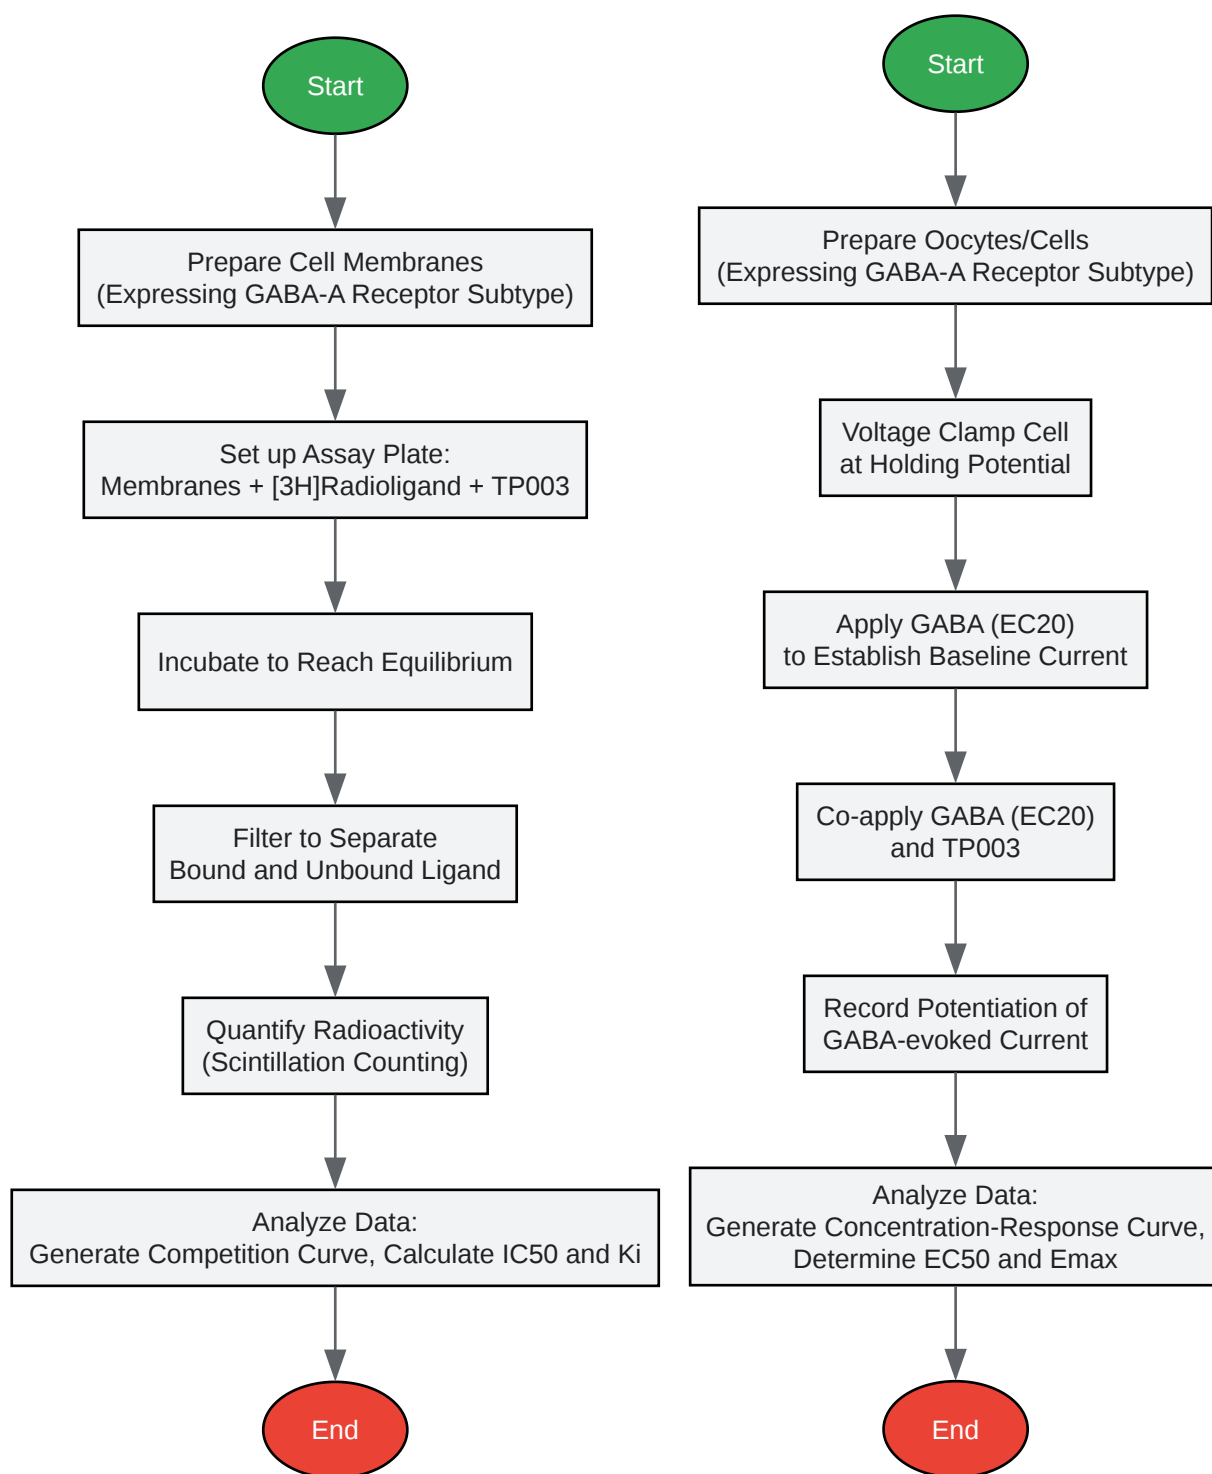 Start
Prepare Cell Membranes
(Expressing GABA-A Receptor Subtype)
Set up Assay Plate:
Membranes + [3H]Radioligand + TP003
Incubate to Reach Equilibrium
Filter to Separate
Bound and Unbound Ligand
Quantify Radioactivity
(Scintillation Counting)
Analyze Data:
Generate Competition Curve, Calculate IC50 and Ki
End
Start
Prepare Oocytes/Cells
(Expressing GABA-A Receptor Subtype)
Voltage Clamp Cell
at Holding Potential
Apply GABA (EC20)
to Establish Baseline Current
Co-apply GABA (EC20)
and TP003
Record Potentiation of
GABA-evoked Current
Analyze Data:
Generate Concentration-Response Curve,
Determine EC50 and Emax
End